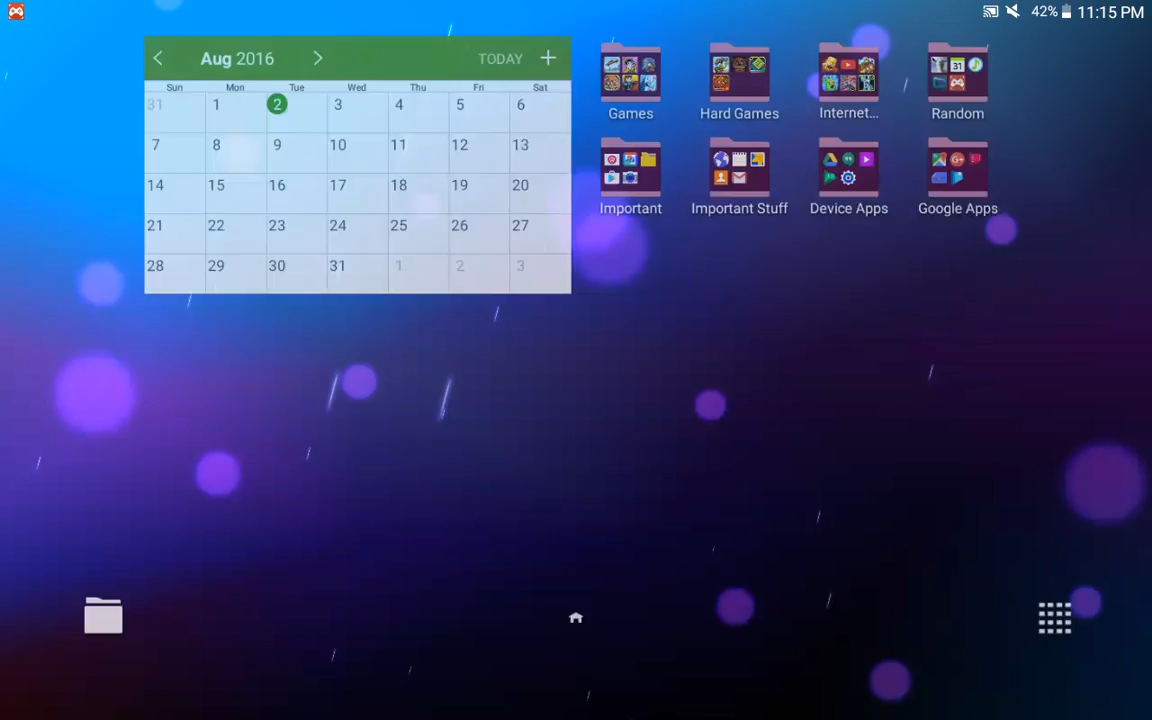 42% 11:15 PM
Aug 2016 TODAY
Sun Mon Tue Wed Thu Fri Sat
31 1 2 3 4 5 6
7 8 9 10 11 12 13
14 15 16 17 18 19 20
21 22 23 24 25 26 27
28 29 30 31 1 2 3
Games Hard Games Internet... Random
31
Important Important Stuff Device Apps Google Apps